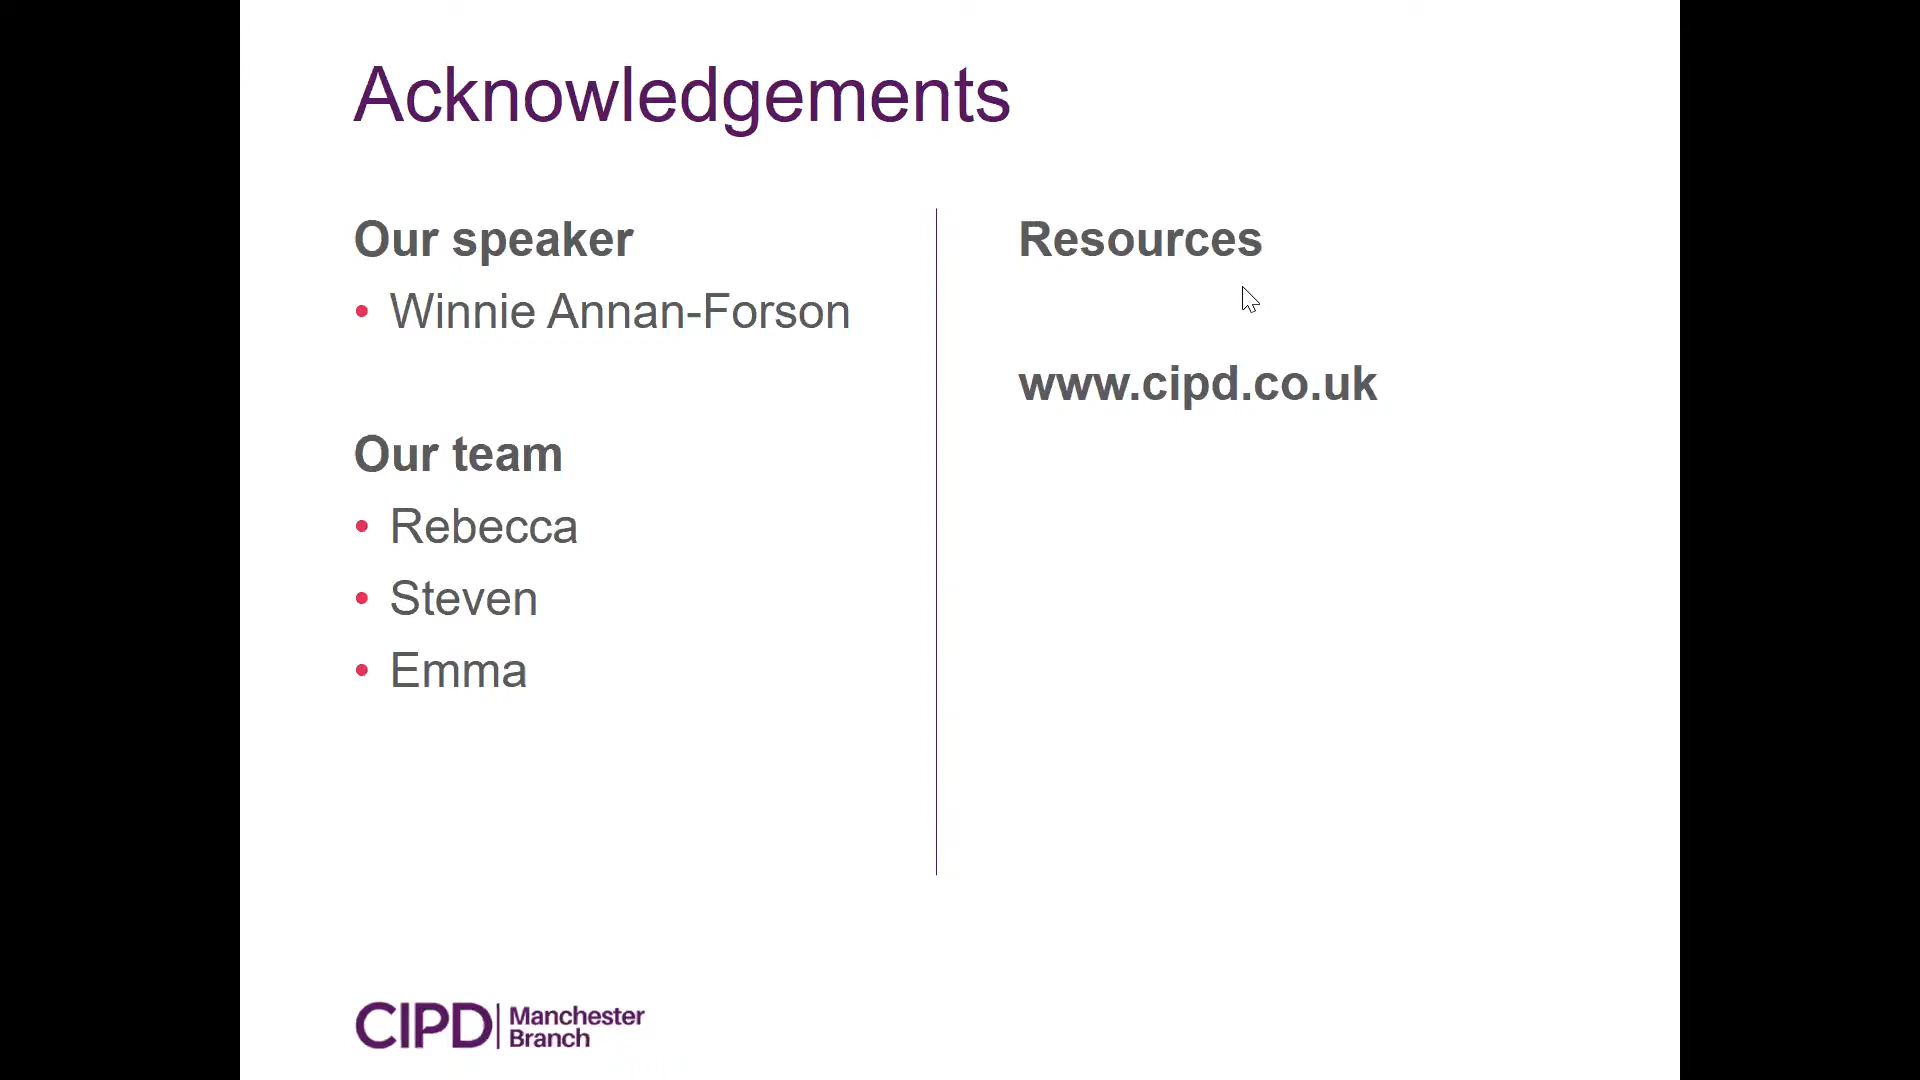 Acknowledgements
Our speaker
• Winnie Annan-Forson
Our team
• Rebecca
• Steven
• Emma
Resources
www.cipd.co.uk
CIPD Manchester
Branch